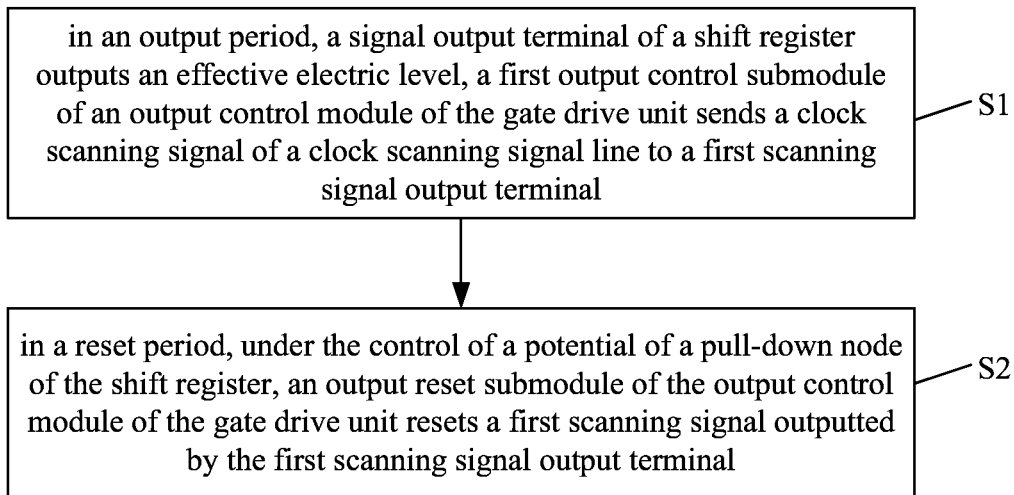 in an output period, a signal output terminal of a shift register
outputs an effective electric level, a first output control submodule
of an output control module of the gate drive unit sends a clock
scanning signal of a clock scanning signal line to a first scanning
signal output terminal
S1
in a reset period, under the control of a potential of a pull-down node
of the shift register, an output reset submodule of the output control
module of the gate drive unit resets a first scanning signal outputted
by the first scanning signal output terminal
S2